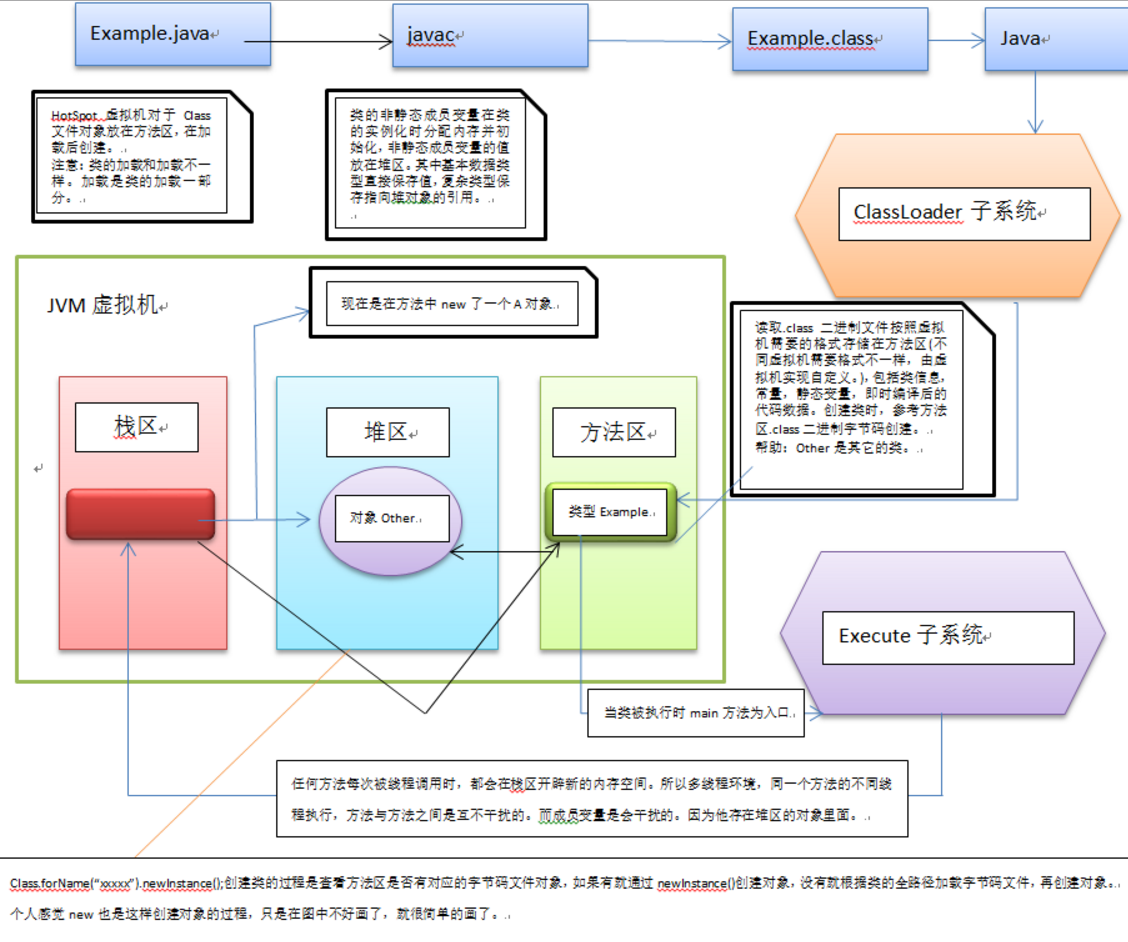 Example.java
javac
Example.class
Java
HotSpot 虚拟机对于 Class
文件对象放在方法区，在加
载后创建。
注意：类的加载和加载不一
样。加载是类的加载一部
分。
类的非静态成员变量在类
的实例化时分配内存并初
始化，非静态成员变量的值
放在堆区。其中基本数据类
型直接保存值，复杂类型保
存指向堆对象的引用。
ClassLoader 子系统
JVM 虚拟机
现在是在方法中 new 了一个 A 对象.
读取.class 二进制文件按照虚拟
机需要的格式存储在方法区(不
同虚拟机需要格式不一样，由虚
拟机实现自定义。)，包括类信息，
常量，静态变量，即时编译后的
代码数据。创建类时，参考方法
区.class 二进制字节码创建。
帮助：Other 是其它的类。
栈区
堆区
方法区
对象 Other
类型 Example
Execute 子系统
当类被执行时 main 方法为入口
任何方法每次被线程调用时，都会在栈区开辟新的内存空间。所以多线程环境，同一个方法的不同线
程执行，方法与方法之间是互不干扰的。而成员变量是会干扰的。因为他存在堆区的对象里面。
Class.forName(“xxxxx”).newInstance();创建类的过程是查看方法区是否有对应的字节码文件对象，如果有就通过 newInstance()创建对象，没有就根据类的全路径加载字节码文件，再创建对象。
个人感觉 new 也是这样创建对象的过程，只是在图中不好画了，就很简单的画了。